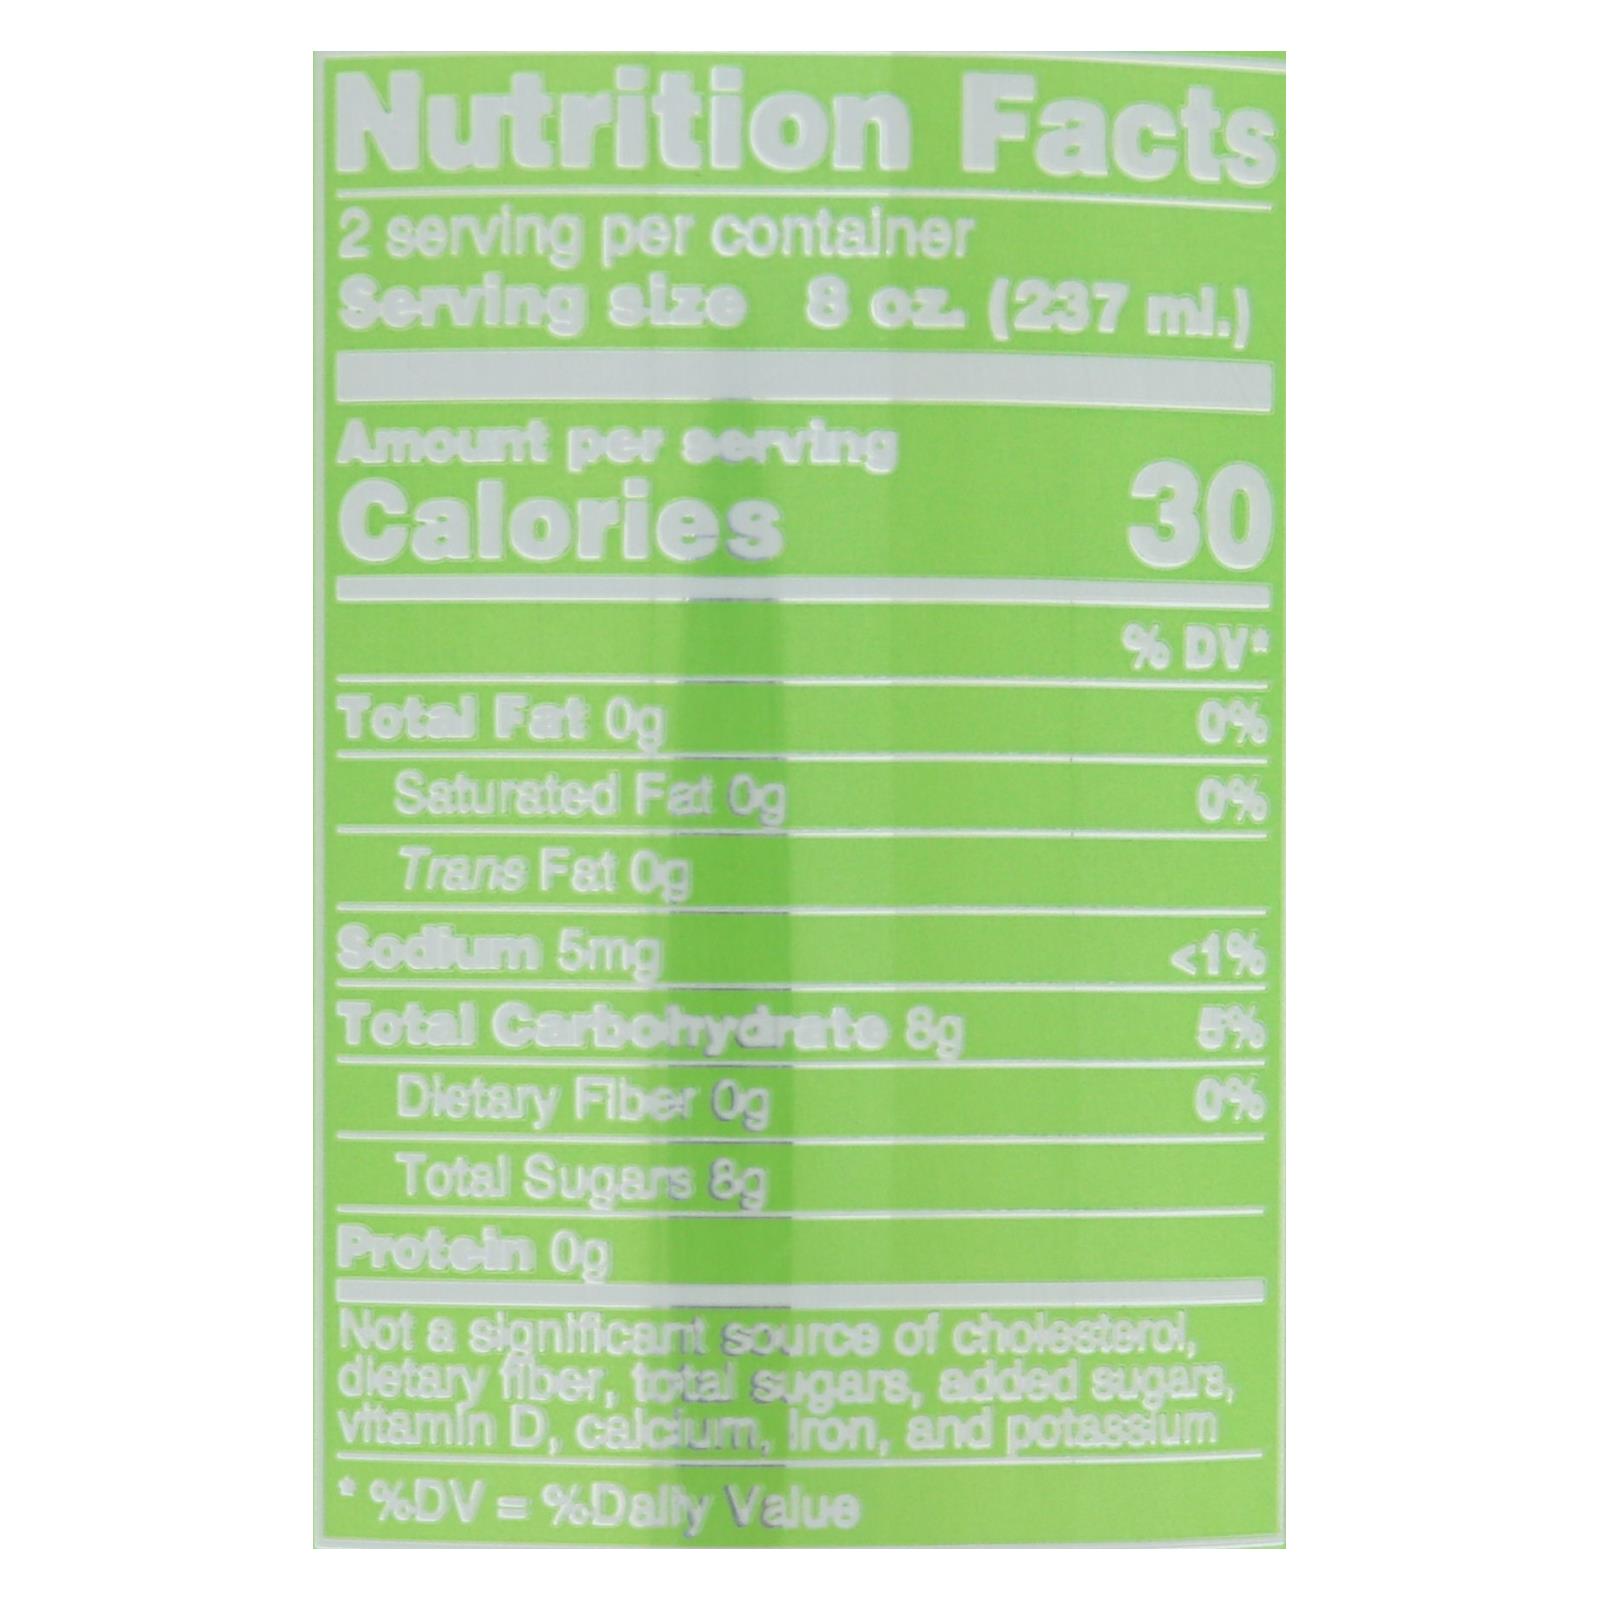 Nutrition Facts
2 serving per container
Serving size 8 oz. (237 ml.)
Amount per serving
Calories 30
% DV*
Total Fat 0g 0%
Saturated Fat 0g 0%
Trans Fat 0g
Sodium 5mg <1%
Total Carbohydrate 8g 5%
Dietary Fiber 0g 0%
Total Sugars 8g
Protein 0g
Not a significant source of cholesterol,
dietary fiber, total sugars, added sugars,
vitamin D, calcium, iron, and potassium
* %DV = %Daily Value